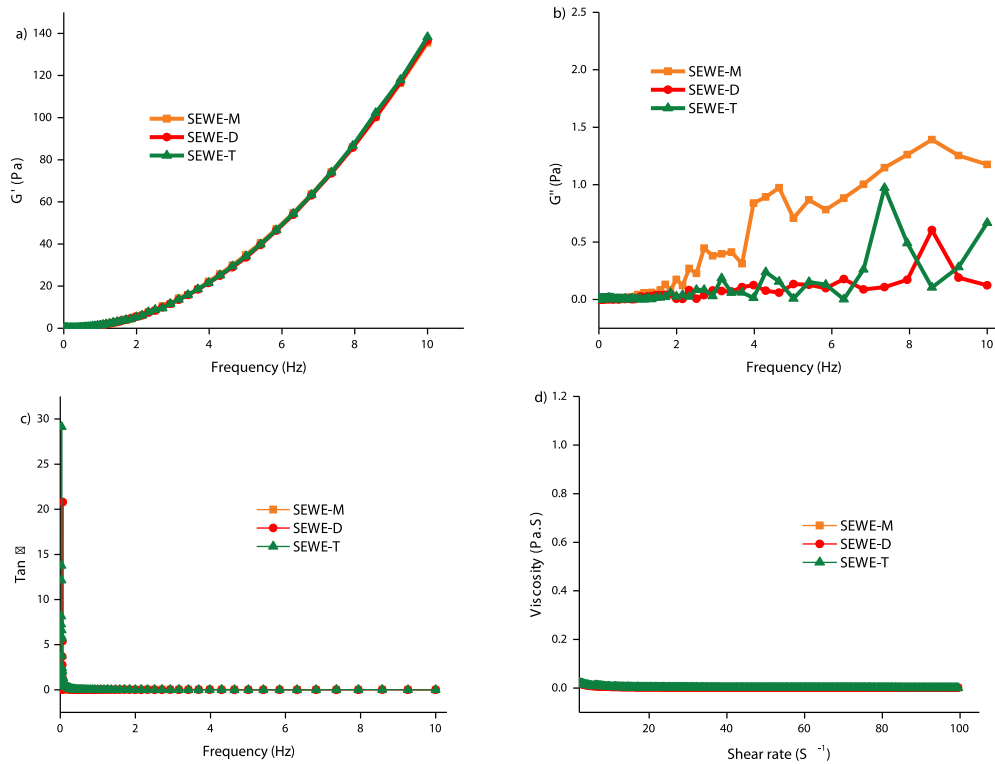 a)
140
120
100
80
60
40
20
0
G' (Pa)
SEWE-M
SEWE-D
SEWE-T
0 2 4 6 8 10
Frequency (Hz)
b)
2.5
2.0
1.5
1.0
0.5
0.0
G'' (Pa)
SEWE-M
SEWE-D
SEWE-T
0 2 4 6 8 10
Frequency (Hz)
c)
30
25
20
15
10
5
0
Tan
SEWE-M
SEWE-D
SEWE-T
0 2 4 6 8 10
Frequency (Hz)
d)
1.2
1.0
0.8
0.6
0.4
0.2
0.0
Viscosity (Pa.S)
SEWE-M
SEWE-D
SEWE-T
20 40 60 80 100
Shear rate (S⁻¹)